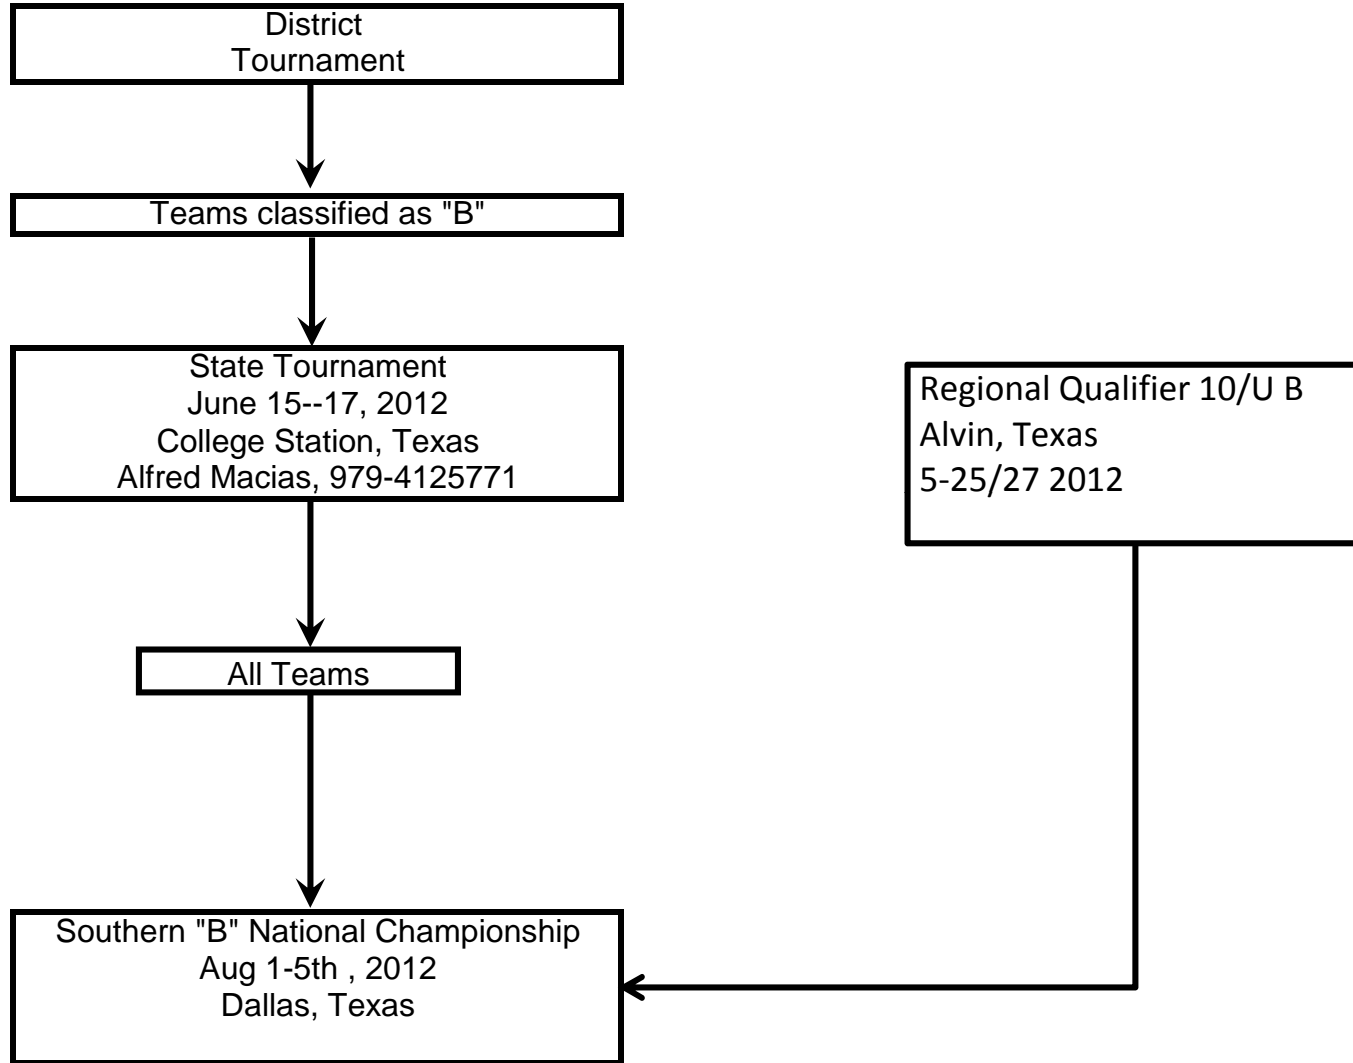 District
Tournament
Teams classified as "B"
State Tournament
June 15--17, 2012
College Station, Texas
Alfred Macias, 979-4125771
Regional Qualifier 10/U B
Alvin, Texas
5-25/27 2012
All Teams
Southern "B" National Championship
Aug 1-5th , 2012
Dallas, Texas